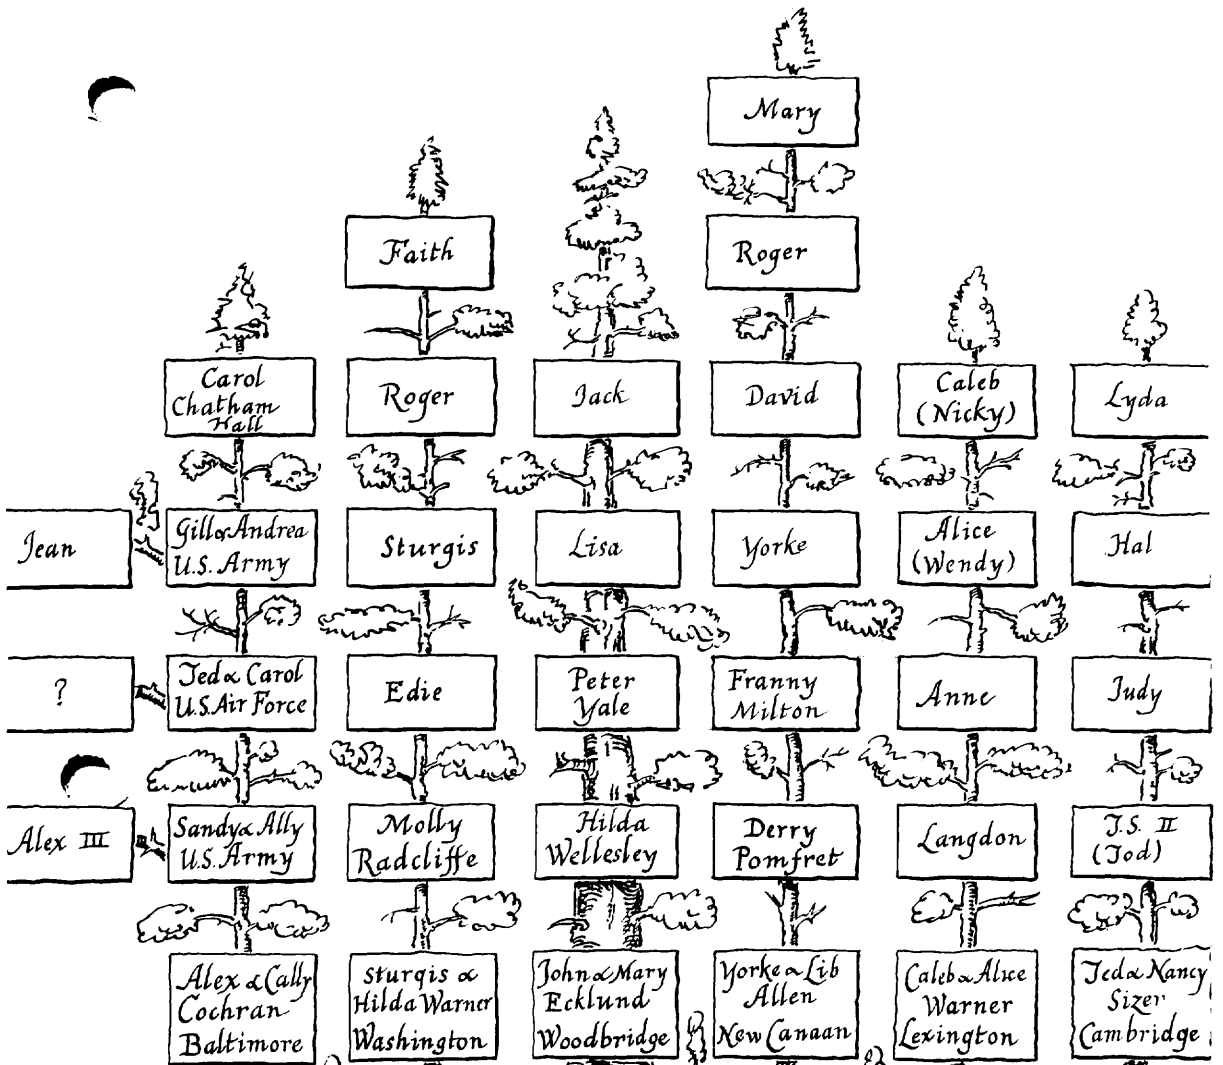 Mary
Faith
Roger
Carol
Chatham
Hall
Roger
Jack
David
Caleb
(Nicky)
Lyda
Jean
Gill & Andrea
U.S. Army
Sturgis
Lisa
Yorke
Alice
(Wendy)
Hal
?
Ted & Carol
U.S. Air Force
Edie
Peter
Yale
Franny
Milton
Anne
Judy
Alex III
Sandy & Ally
U.S. Army
Molly
Radcliffe
Hilda
Wellesley
Derry
Pomfret
Langdon
T.S. II
(Tod)
Alex & Cally
Cochran
Baltimore
Sturgis &
Hilda Warner
Washington
John & Mary
Ecklund
Woodbridge
Yorke & Lib
Allen
New Canaan
Caleb & Alice
Warner
Lexington
Ted & Nancy
Sizer
Cambridge